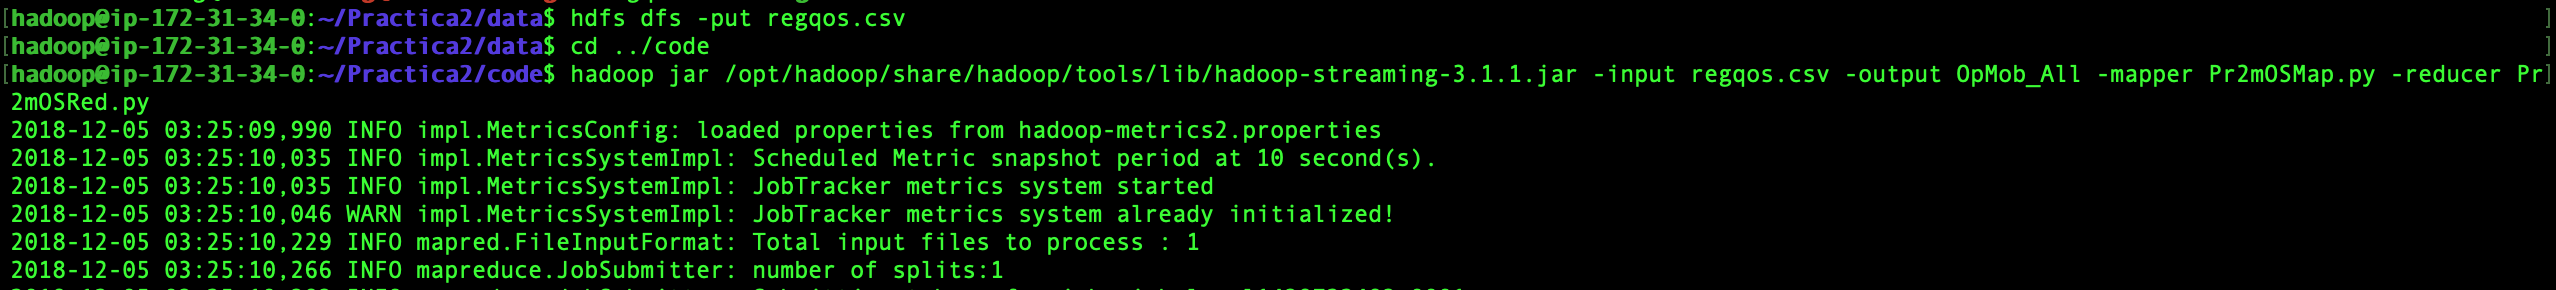 [hadoop@ip-172-31-34-0:~/Practica2/data$ hdfs dfs -put regqos.csv ]
[hadoop@ip-172-31-34-0:~/Practica2/data$ cd ../code ]
[hadoop@ip-172-31-34-0:~/Practica2/code$ hadoop jar /opt/hadoop/share/hadoop/tools/lib/hadoop-streaming-3.1.1.jar -input regqos.csv -output OpMob_All -mapper Pr2mOSMap.py -reducer Pr]
2mOSRed.py
2018-12-05 03:25:09,990 INFO impl.MetricsConfig: loaded properties from hadoop-metrics2.properties
2018-12-05 03:25:10,035 INFO impl.MetricsSystemImpl: Scheduled Metric snapshot period at 10 second(s).
2018-12-05 03:25:10,035 INFO impl.MetricsSystemImpl: JobTracker metrics system started
2018-12-05 03:25:10,046 WARN impl.MetricsSystemImpl: JobTracker metrics system already initialized!
2018-12-05 03:25:10,229 INFO mapred.FileInputFormat: Total input files to process : 1
2018-12-05 03:25:10,266 INFO mapreduce.JobSubmitter: number of splits:1